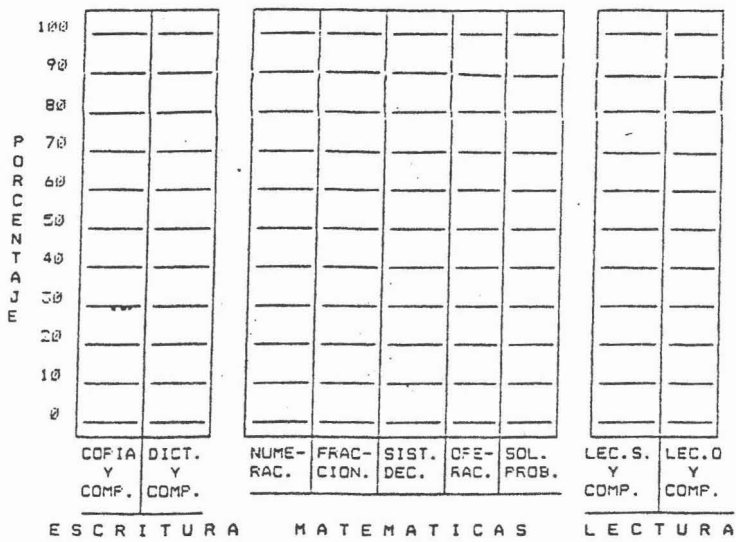 100
90
80
70
60
50
40
30
20
10
0
PORCENTAJE
COPIA DICT. NUME- FRAC- SIST. OPE- SOL. LEC.S. LEC.O
Y Y RAC. CION. DEC. RAC. PROB. Y Y
COMP. COMP. COMP. COMP.
ESCRITURA MATEMATICAS LECTURA